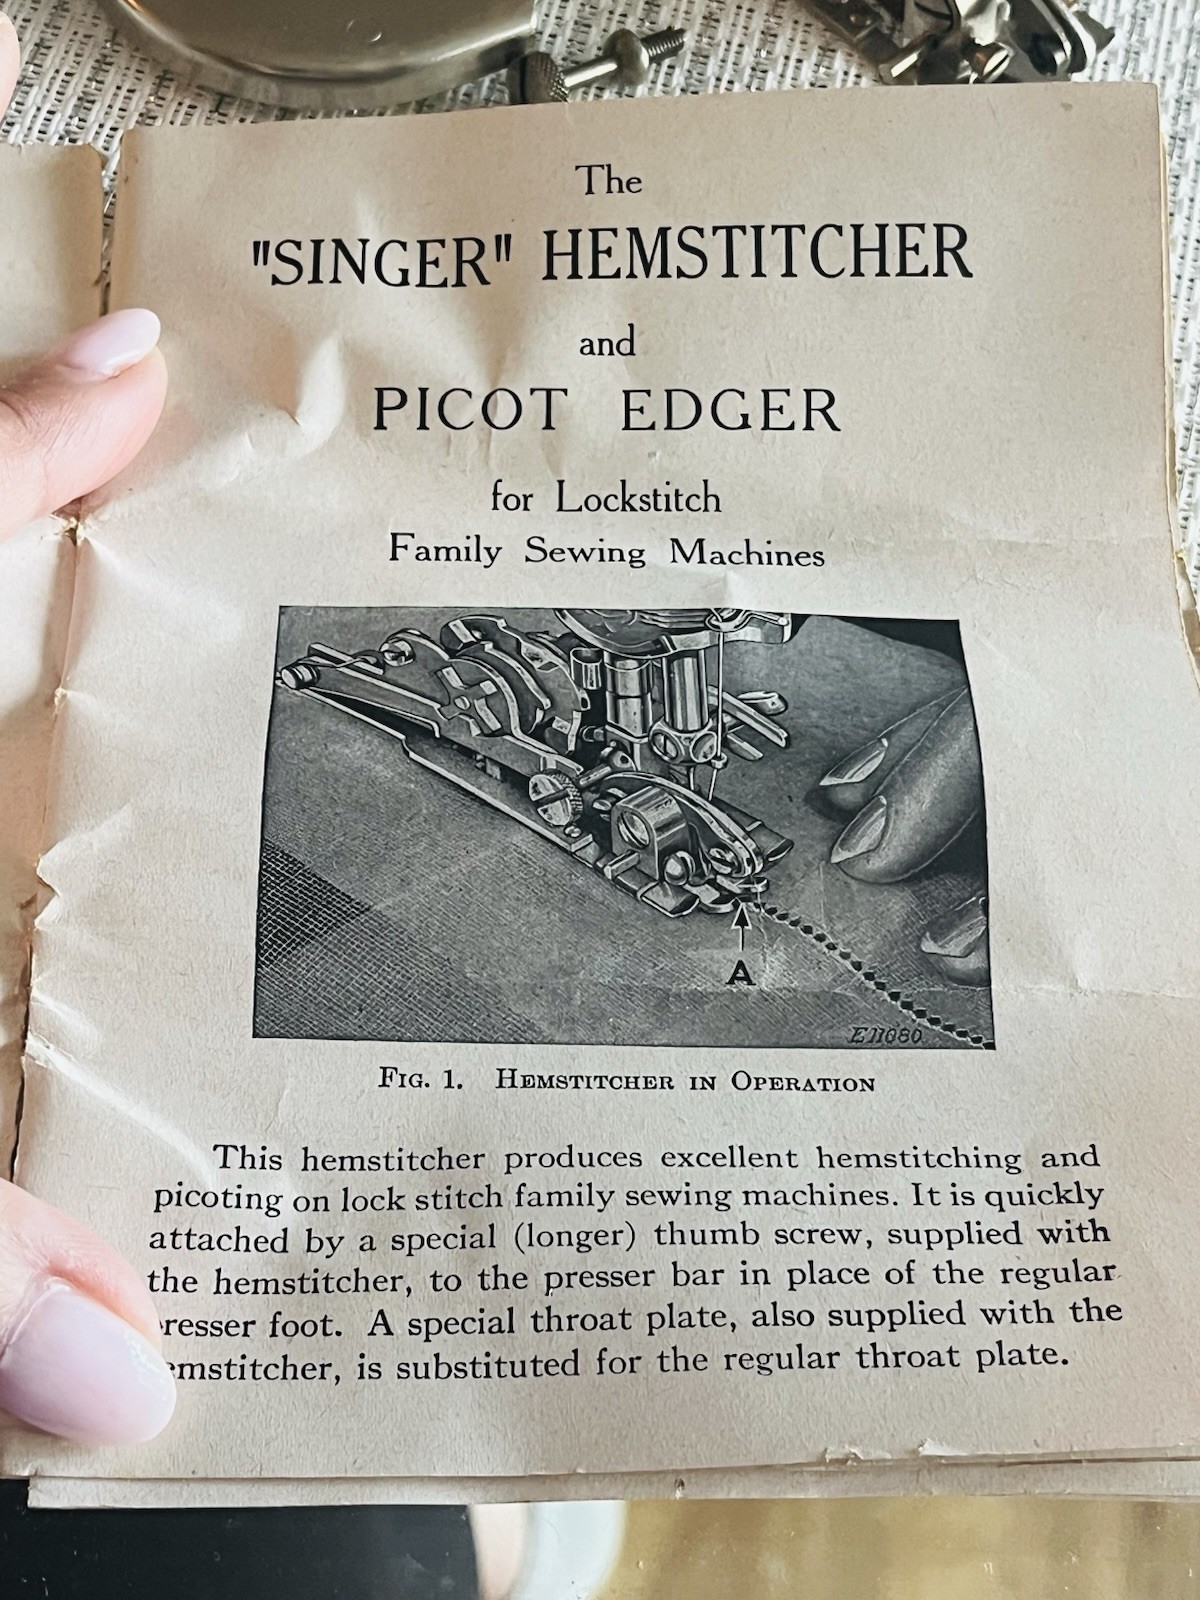 The
"SINGER" HEMSTITCHER
and
PICOT EDGER
for Lockstitch
Family Sewing Machines
A
E11080
FIG. 1. HEMSTITCHER IN OPERATION
This hemstitcher produces excellent hemstitching and
picoting on lock stitch family sewing machines. It is quickly
attached by a special (longer) thumb screw, supplied with
the hemstitcher, to the presser bar in place of the regular
resser foot. A special throat plate, also supplied with the
emstitcher, is substituted for the regular throat plate.